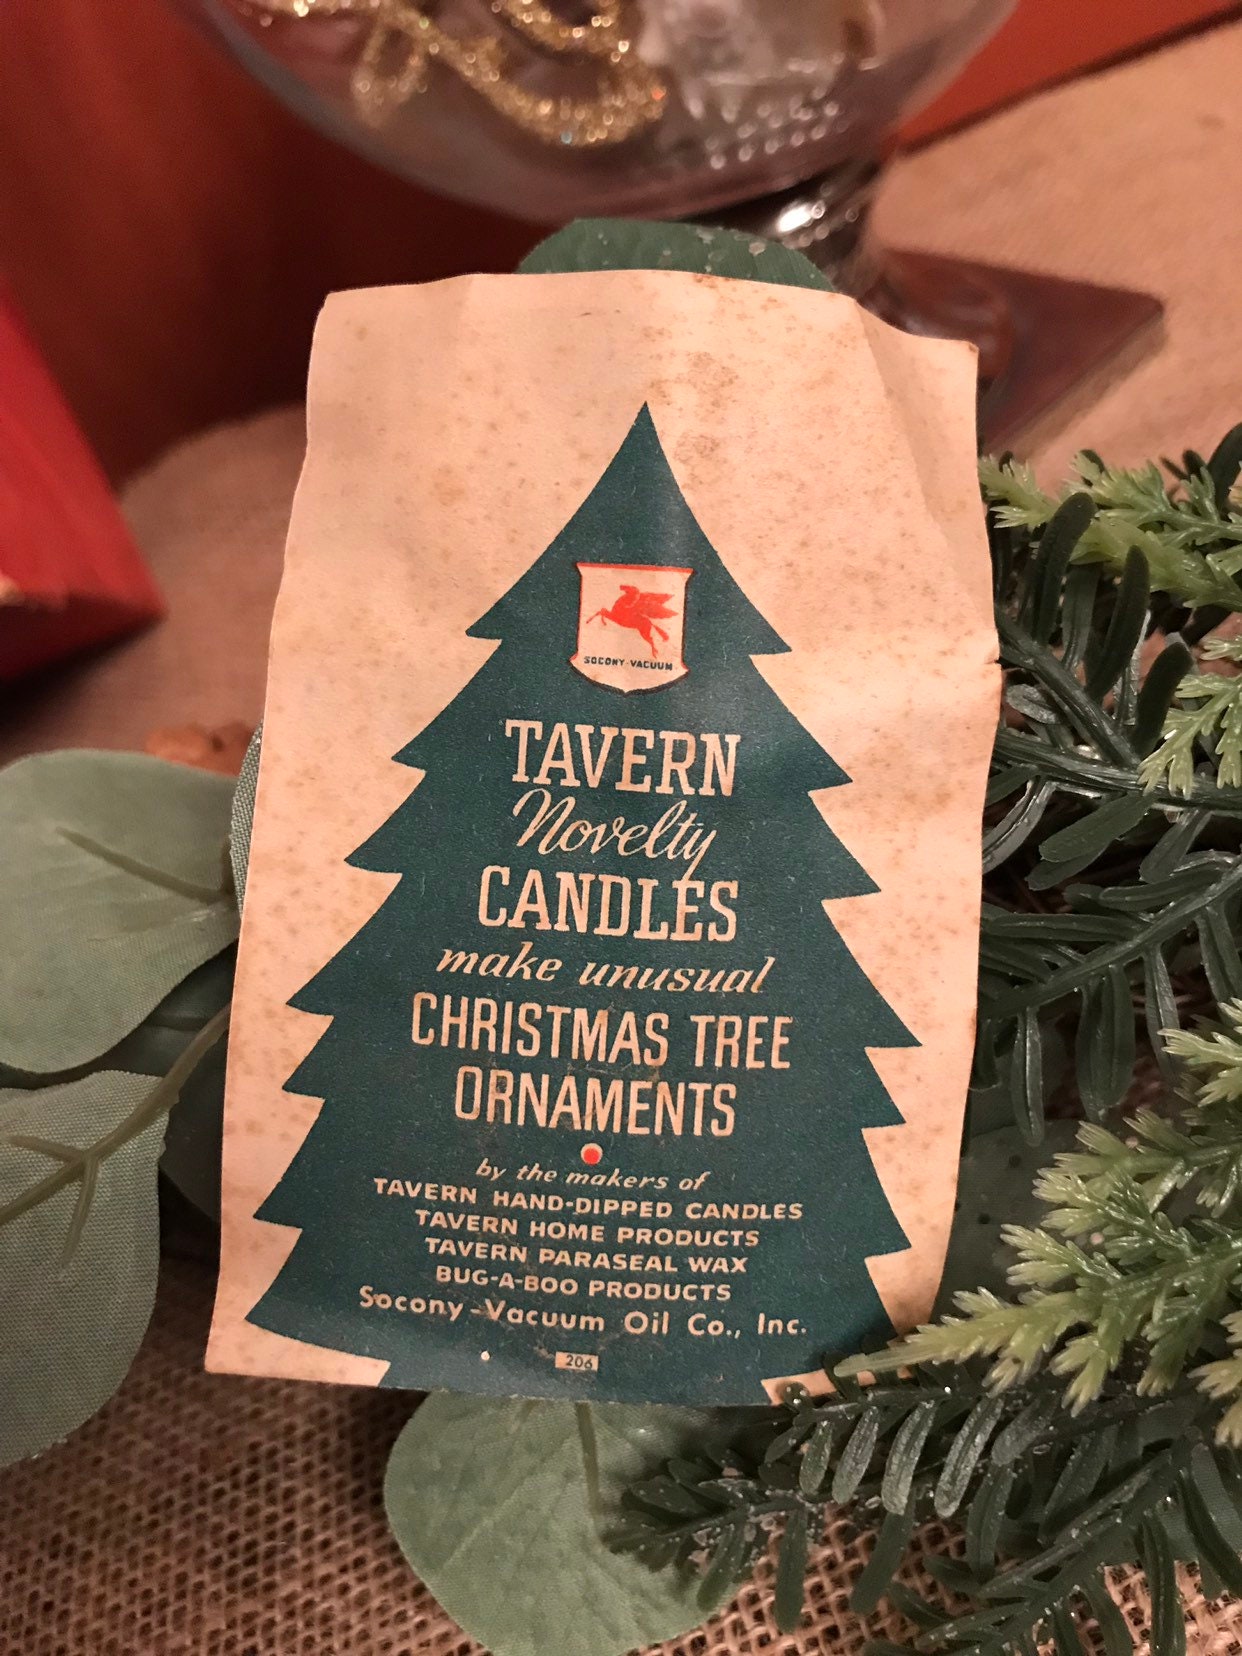 SOCONY-VACUUM
TAVERN
Novelty
CANDLES
make unusual
CHRISTMAS TREE
ORNAMENTS
by the makers of
TAVERN HAND-DIPPED CANDLES
TAVERN HOME PRODUCTS
TAVERN PARASEAL WAX
BUG-A-BOO PRODUCTS
Socony-Vacuum Oil Co., Inc.
206